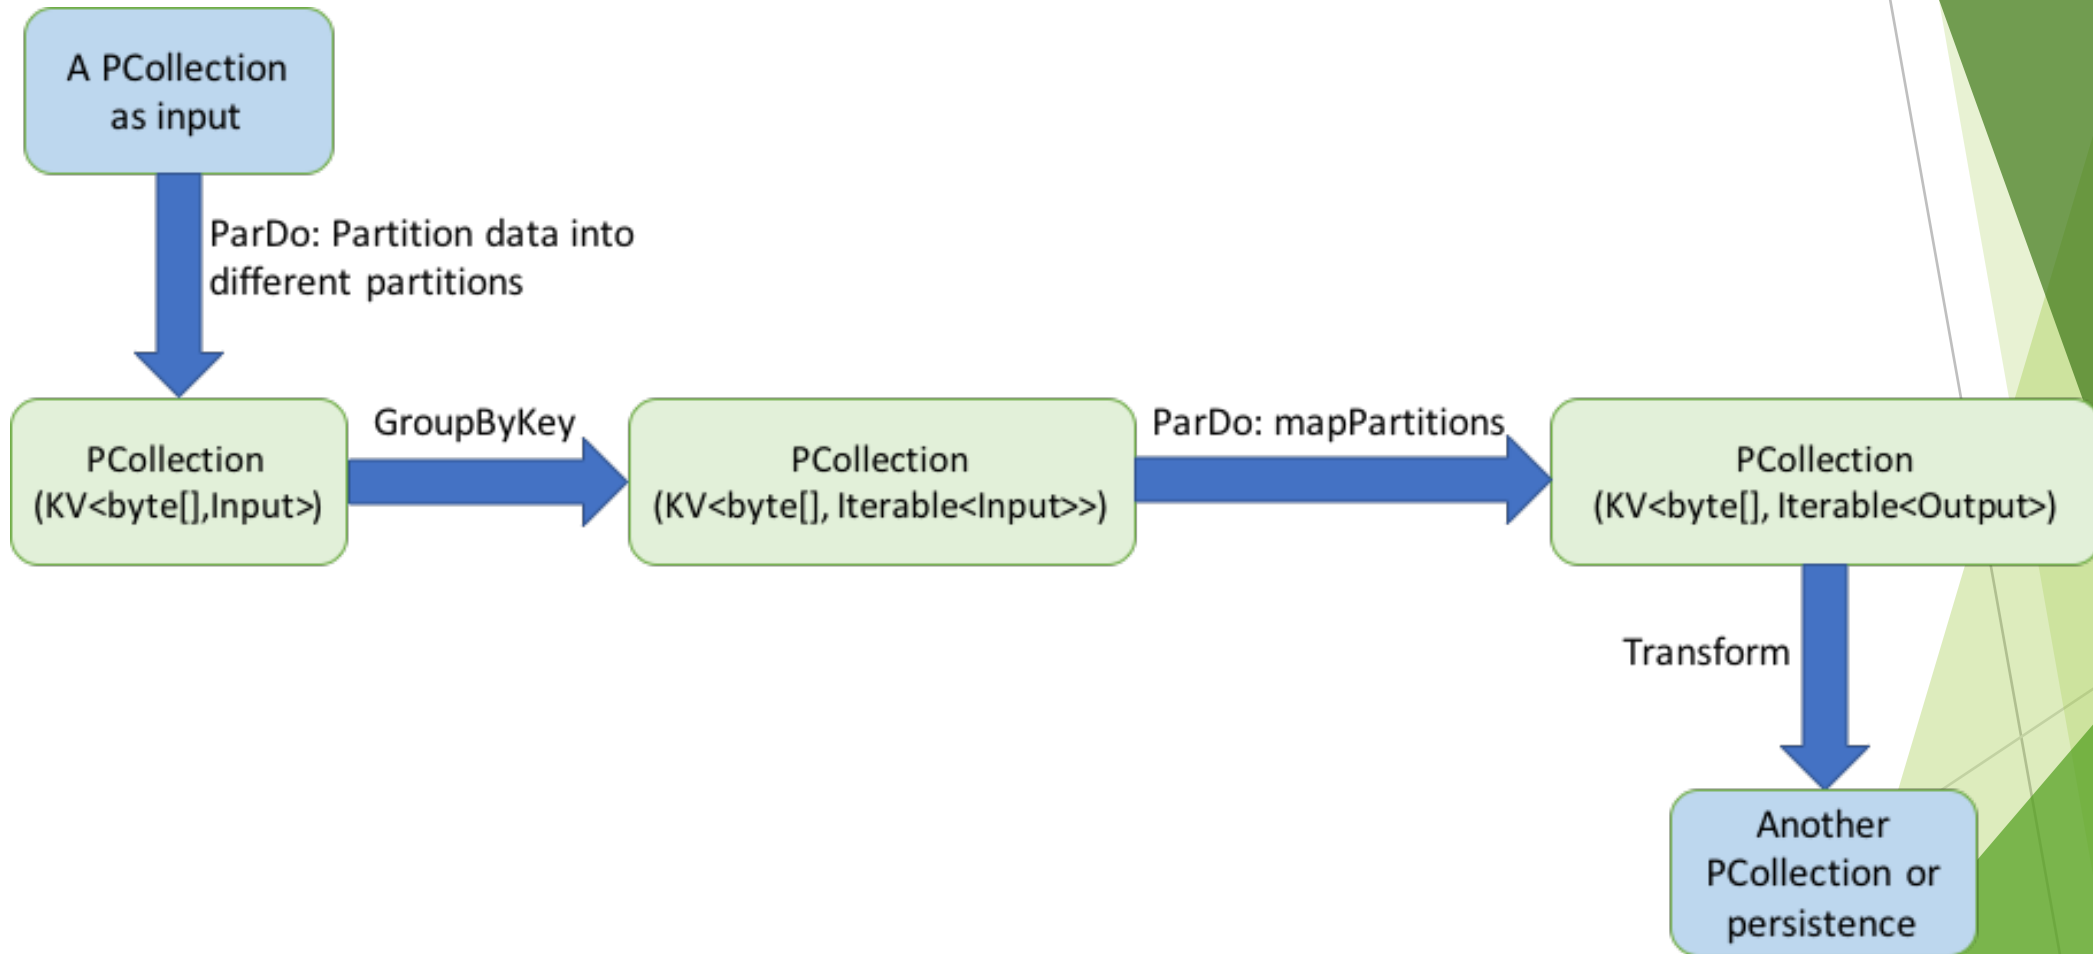 A PCollection
as input
ParDo: Partition data into
different partitions
PCollection
(KV<byte[],Input>)
GroupByKey
PCollection
(KV<byte[], Iterable<Input>>)
ParDo: mapPartitions
PCollection
(KV<byte[], Iterable<Output>)
Transform
Another
PCollection or
persistence